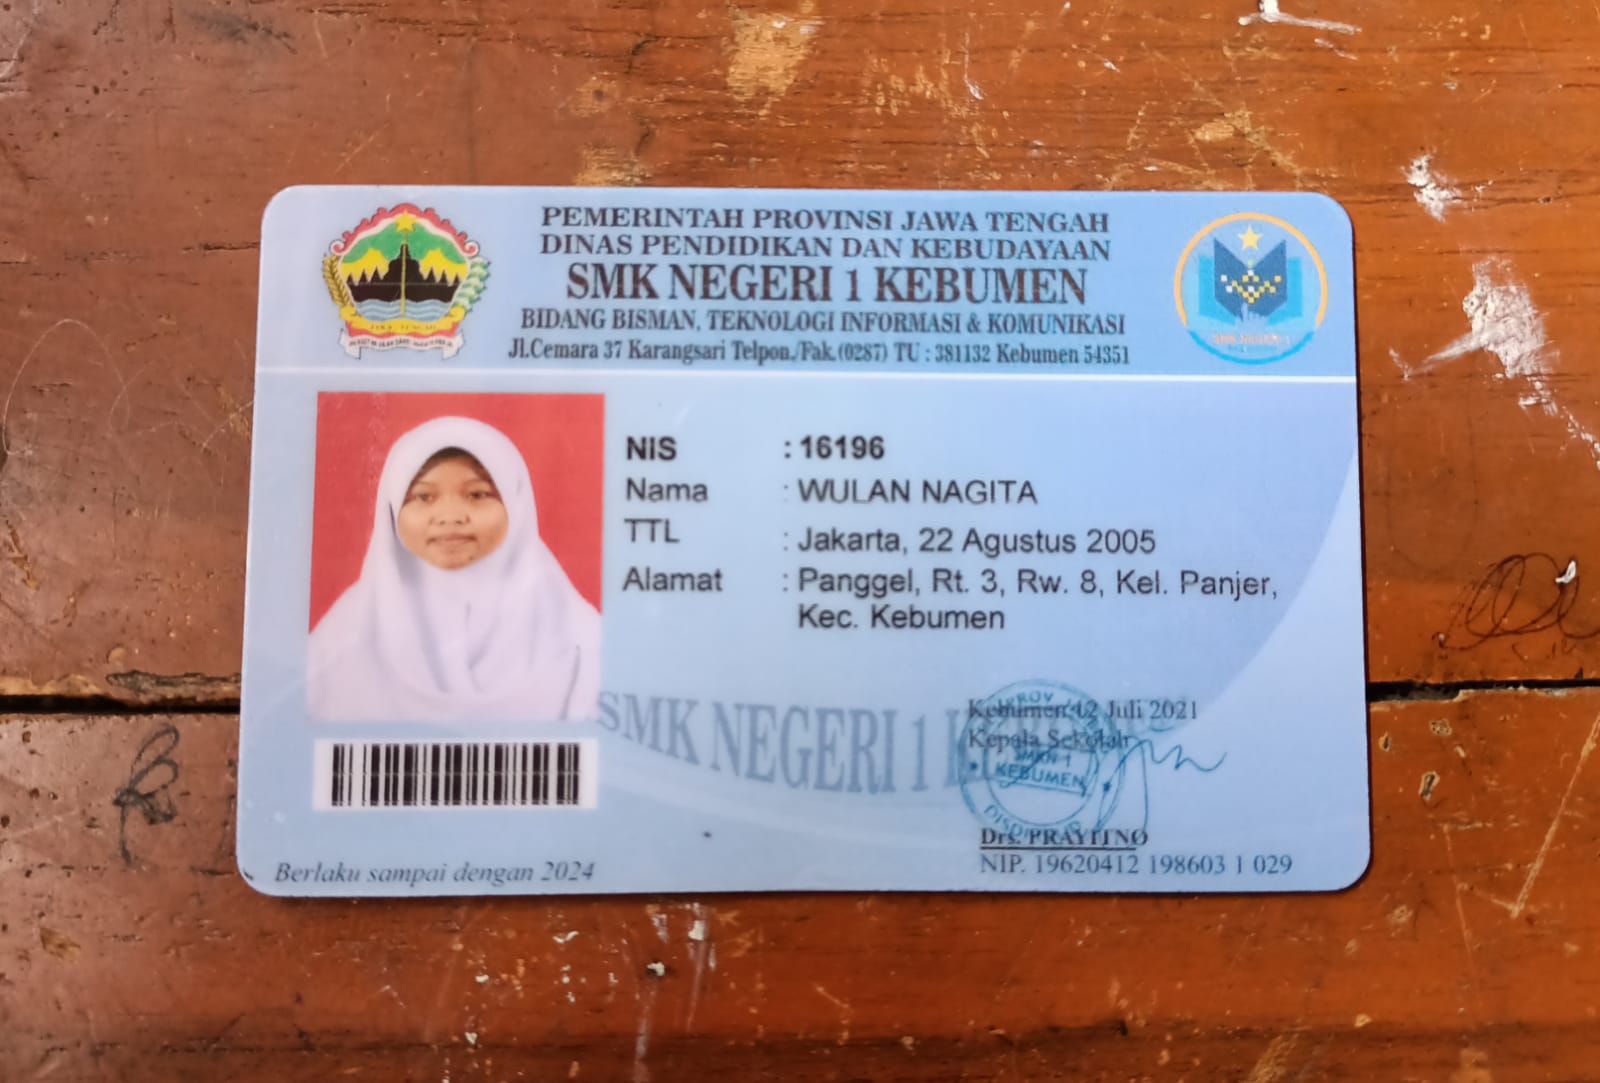 PEMERINTAH PROVINSI JAWA TENGAH
DINAS PENDIDIKAN DAN KEBUDAYAAN
SMK NEGERI 1 KEBUMEN
BIDANG BISMAN, TEKNOLOGI INFORMASI & KOMUNIKASI
Jl.Cemara 37 Karangsari Telpon./Fak.(0287) TU : 381132 Kebumen 54351
NIS : 16196
Nama : WULAN NAGITA
TTL : Jakarta, 22 Agustus 2005
Alamat : Panggel, Rt. 3, Rw. 8, Kel. Panjer,
Kec. Kebumen
SMK NEGERI 1
Kebumen 12 Juli 2021
Kepala Sekolah
SMKN 1
KEBUMEN
Drs. PRAYITNO
NIP. 19620412 198603 1 029
Berlaku sampai dengan 2024